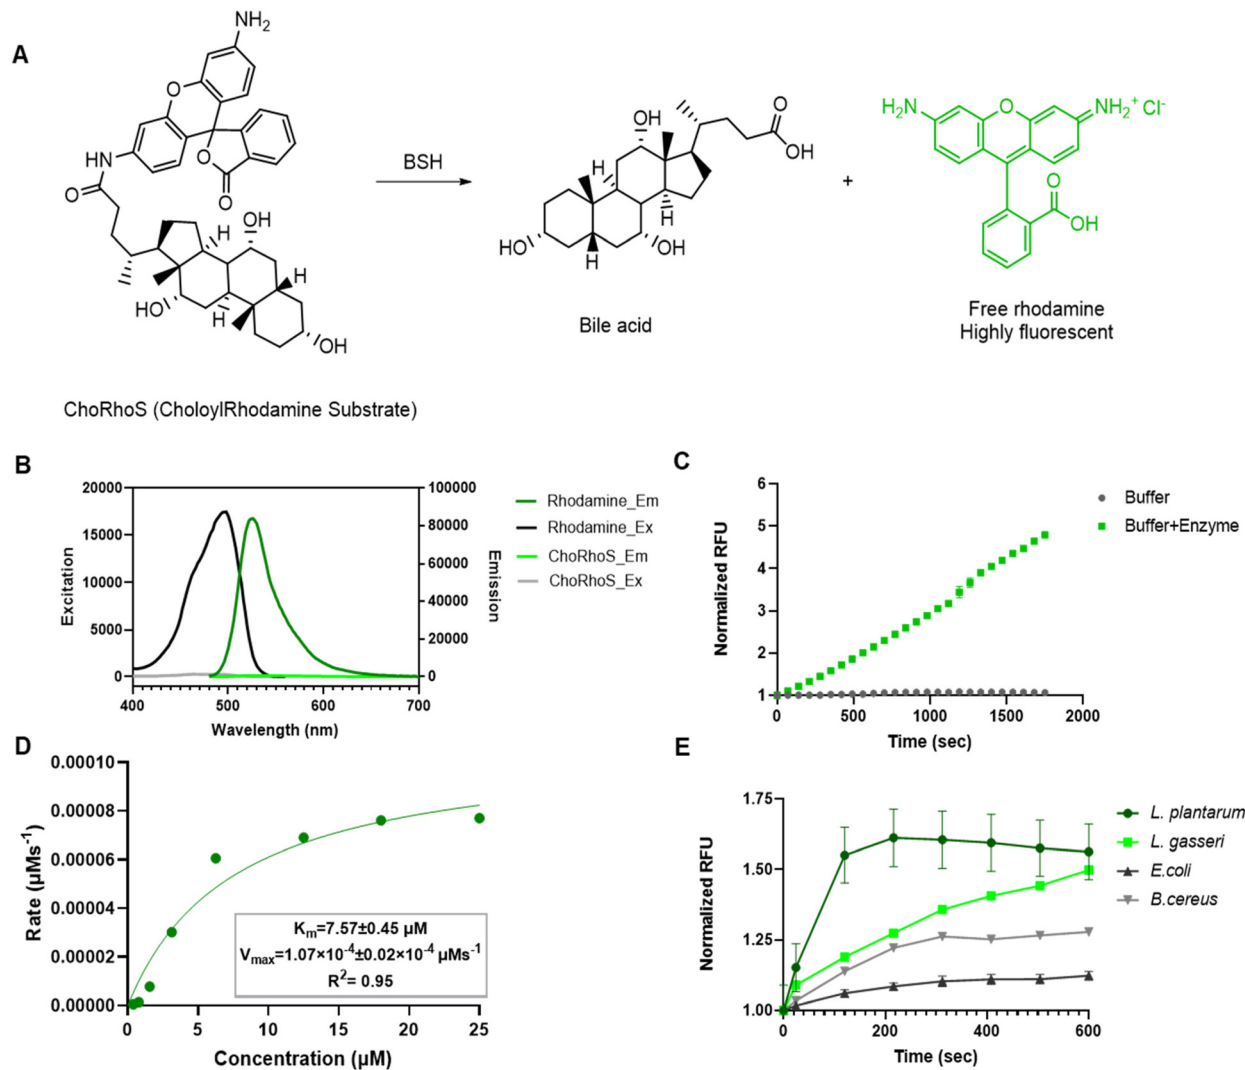 A
NH2
O
O
O
HN
O
H
OH
H
HO
H
OH
BSH
OH
O
OH
H
H
HO
H
OH
+
H2N
O
NH2+ Cl-
O
OH
Bile acid
Free rhodamine
Highly fluorescent
ChoRhoS (CholoylRhodamine Substrate)
B
20000
15000
10000
5000
0
Excitation
100000
80000
60000
40000
20000
0
Emission
400
500
600
700
Wavelength (nm)
Rhodamine_Em
Rhodamine_Ex
ChoRhoS_Em
ChoRhoS_Ex
C
6
5
4
3
2
1
Normalized RFU
0
500
1000
1500
2000
Time (sec)
Buffer
Buffer+Enzyme
D
0.00010
0.00008
0.00006
0.00004
0.00002
0.00000
Rate (µMs-1)
0
5
10
15
20
25
Concentration (µM)
Km=7.57±0.45 µM
Vmax=1.07×10-4±0.02×10-4 µMs-1
R2= 0.95
E
1.75
1.50
1.25
1.00
Normalized RFU
0
200
400
600
Time (sec)
L. plantarum
L. gasseri
E.coli
B.cereus